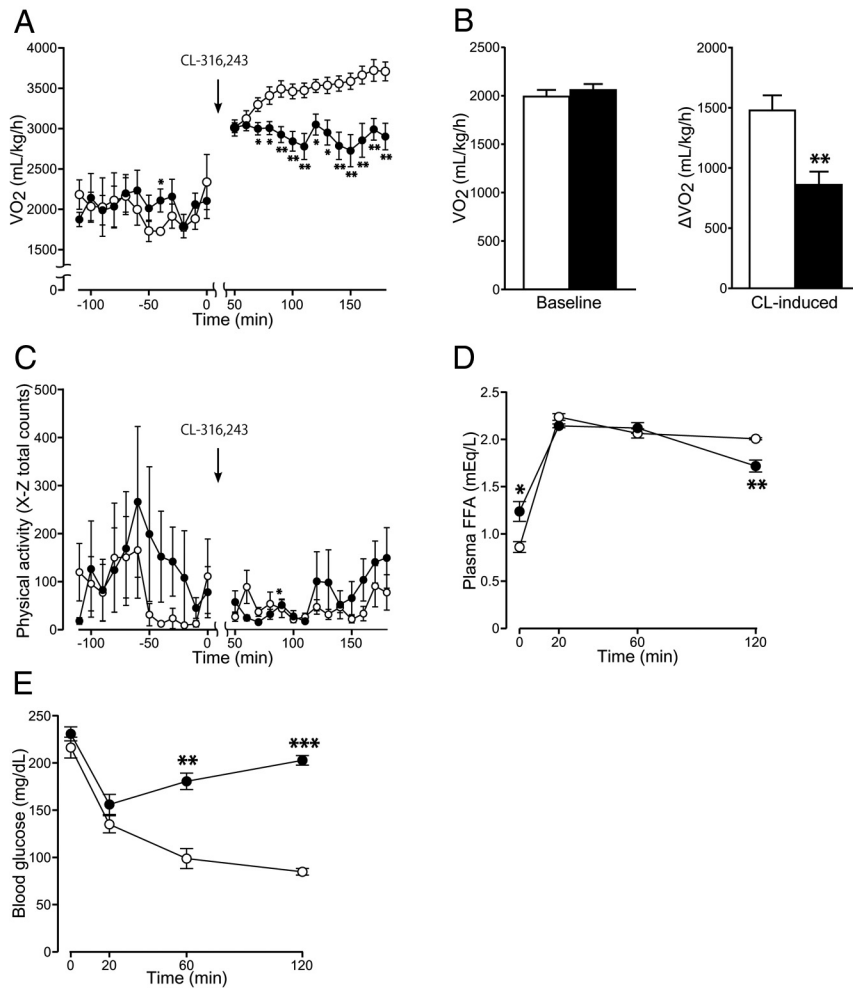 A
CL-316,243
VO2 (mL/kg/h)
4000
3500
3000
2500
2000
1500
0
*
* * ** ** ** * * ** ** ** ** **
-100 -50 0 50 100 150
Time (min)
B
VO2 (mL/kg/h)
2500
2000
1500
1000
500
0
Baseline
ΔVO2 (mL/kg/h)
2000
1500
1000
500
0
**
CL-induced
C
CL-316,243
Physical activity (X-Z total counts)
500
400
300
200
100
0
*
-100 -50 0 50 100 150
Time (min)
D
Plasma FFA (mEq/L)
2.5
2.0
1.5
1.0
0.5
0
*
**
0 20 60 120
Time (min)
E
Blood glucose (mg/dL)
250
200
150
100
50
0
**
***
0 20 60 120
Time (min)